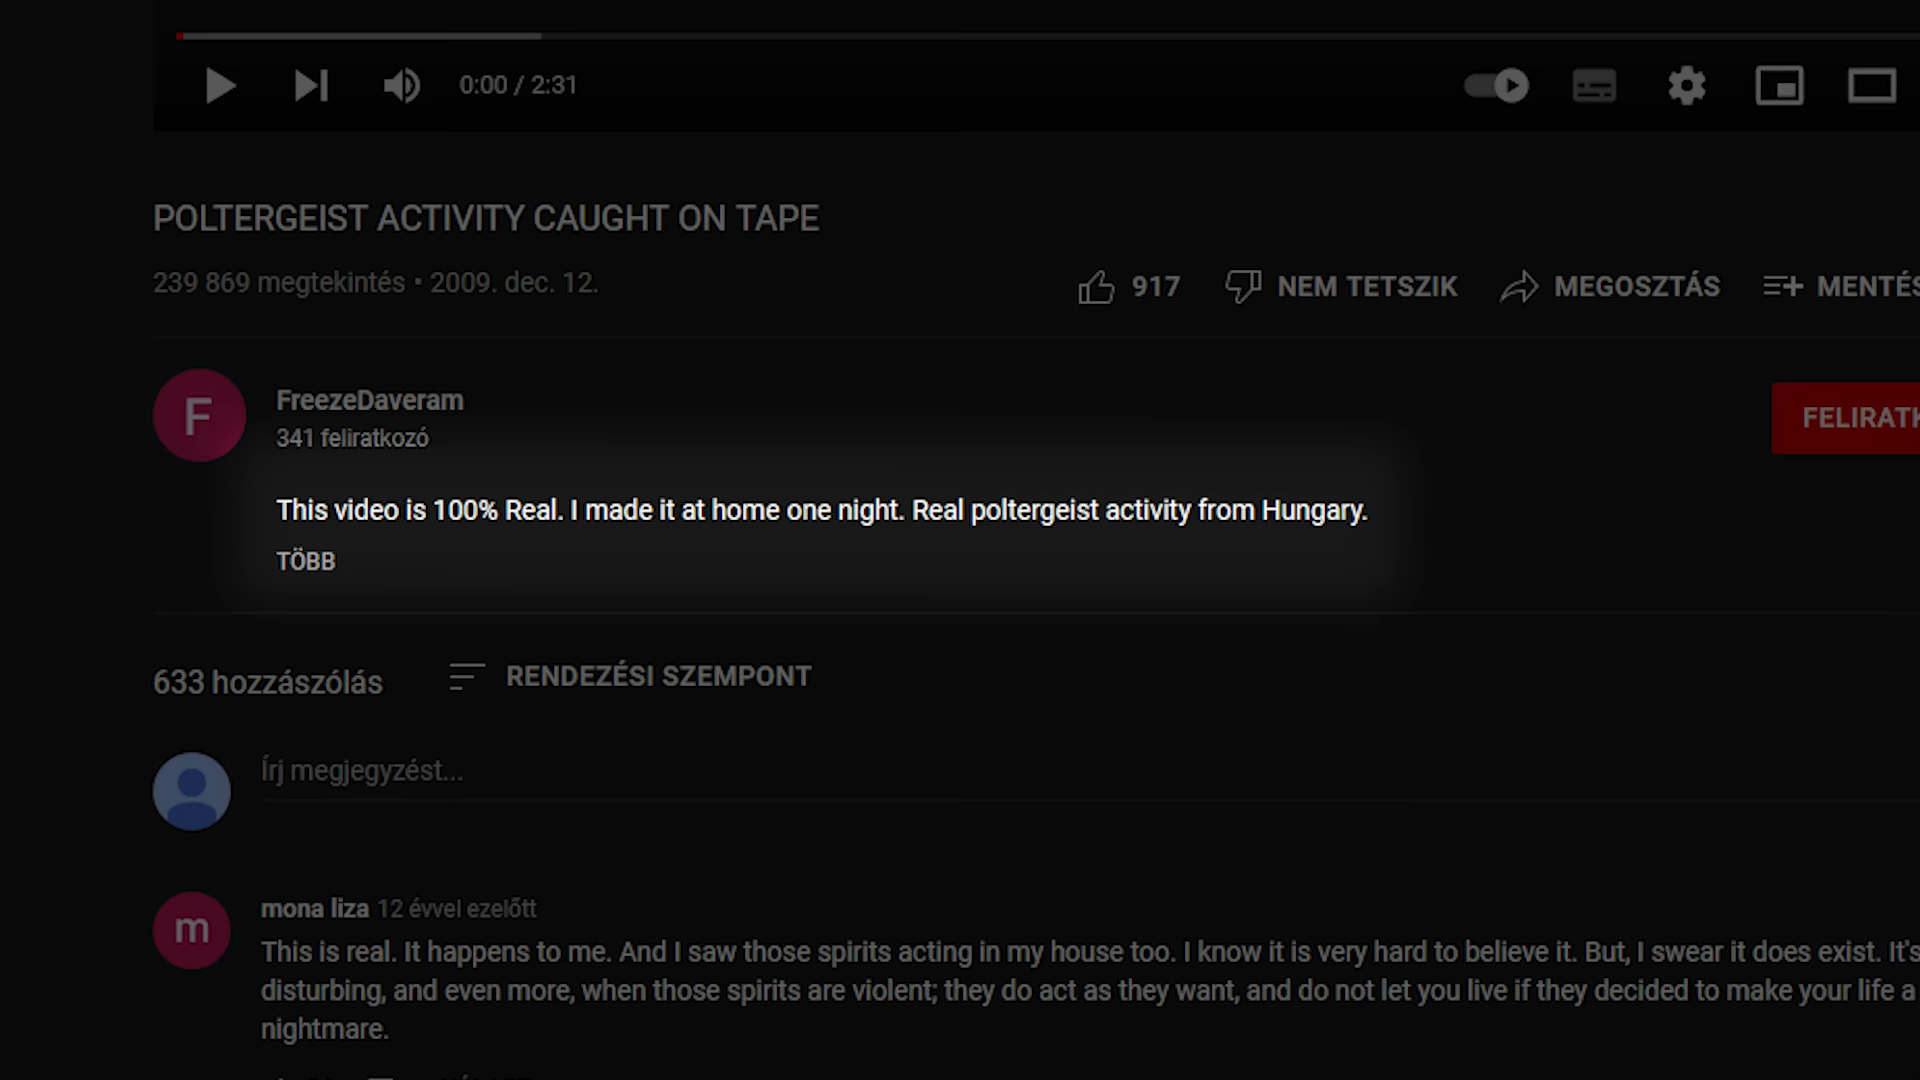 0:00 / 2:31
POLTERGEIST ACTIVITY CAUGHT ON TAPE
239 869 megtekintés • 2009. dec. 12.
917 NEM TETSZIK MEGOSZTÁS MENTÉS
F
FreezeDaveram
341 feliratkozó
FELIRATK
This video is 100% Real. I made it at home one night. Real poltergeist activity from Hungary.
TÖBB
633 hozzászólás RENDEZÉSI SZEMPONT
Írj megjegyzést...
m
mona liza 12 évvel ezelőtt
This is real. It happens to me. And I saw those spirits acting in my house too. I know it is very hard to believe it. But, I swear it does exist. It's
disturbing, and even more, when those spirits are violent; they do act as they want, and do not let you live if they decided to make your life a
nightmare.